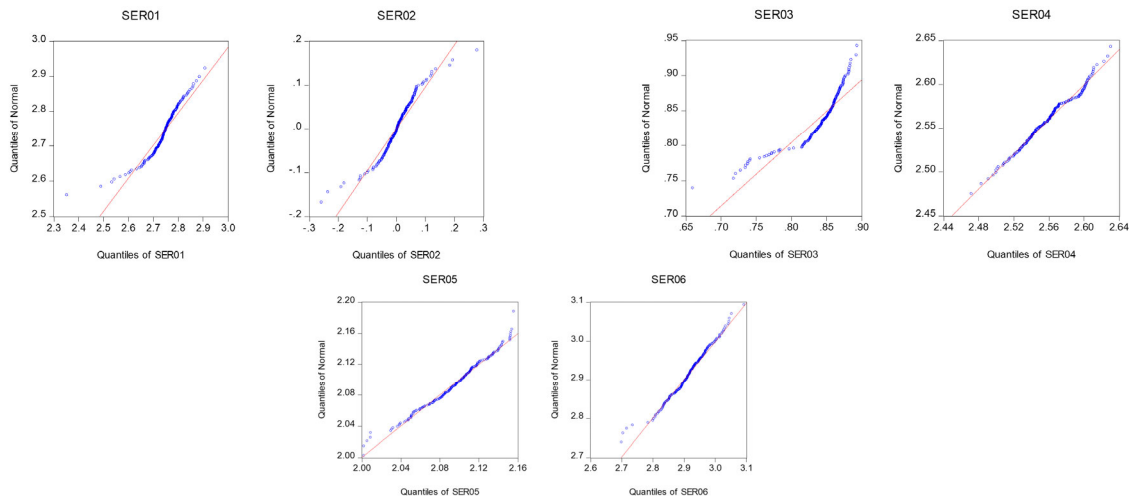 SER01
3.0
2.9
2.8
2.7
2.6
2.5
Quantiles of Normal
2.3 2.4 2.5 2.6 2.7 2.8 2.9 3.0
Quantiles of SER01
SER02
.2
.1
.0
-.1
-.2
Quantiles of Normal
-.3 -.2 -.1 .0 .1 .2 .3
Quantiles of SER02
SER03
.95
.90
.85
.80
.75
.70
Quantiles of Normal
.65 .70 .75 .80 .85 .90
Quantiles of SER03
SER04
2.65
2.60
2.55
2.50
2.45
Quantiles of Normal
2.44 2.48 2.52 2.56 2.60 2.64
Quantiles of SER04
SER05
2.20
2.16
2.12
2.08
2.04
2.00
Quantiles of Normal
2.00 2.04 2.08 2.12 2.16
Quantiles of SER05
SER06
3.1
3.0
2.9
2.8
2.7
Quantiles of Normal
2.6 2.7 2.8 2.9 3.0 3.1
Quantiles of SER06